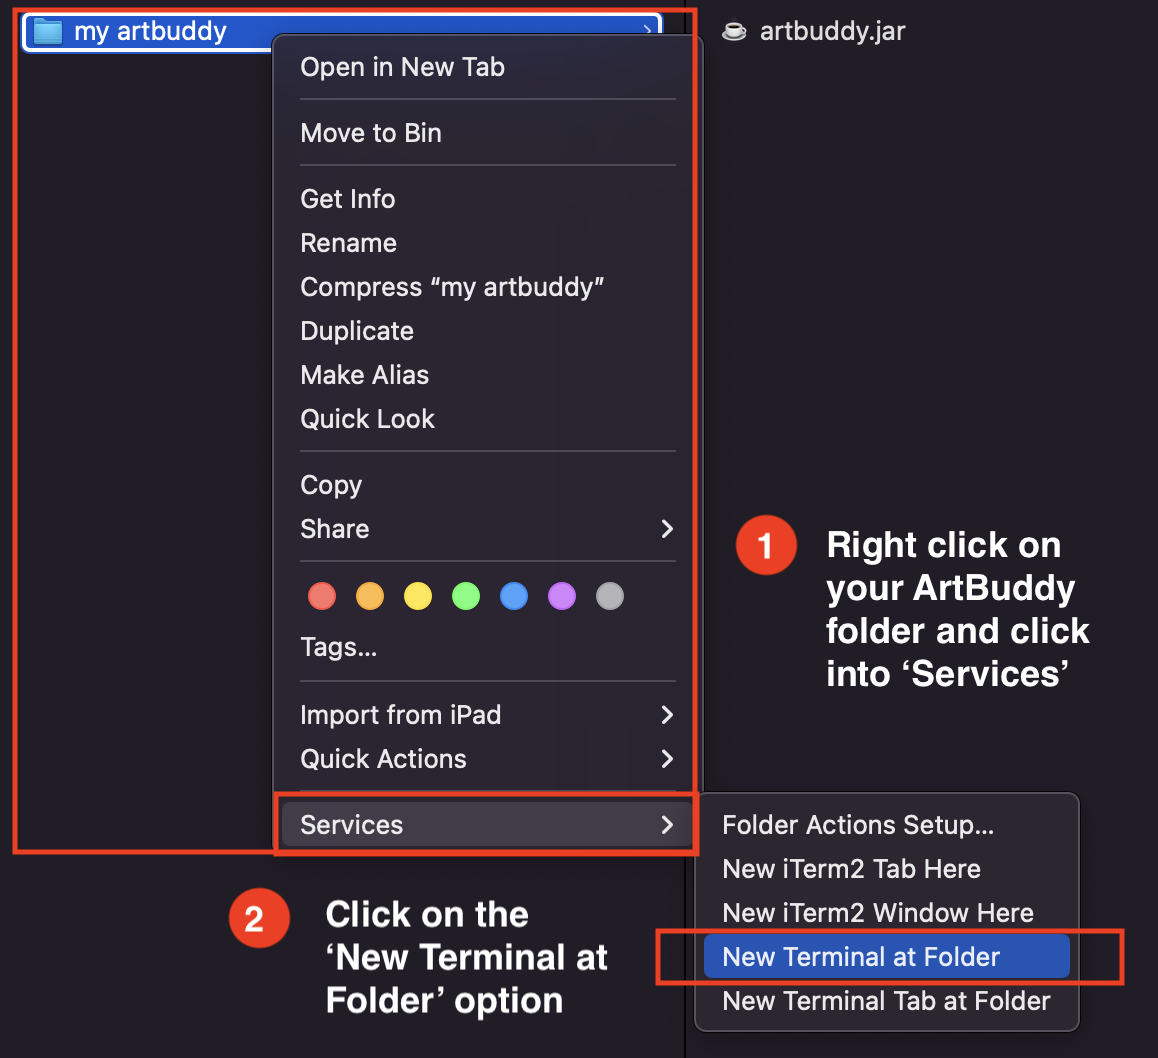 my artbuddy
artbuddy.jar
Open in New Tab
Move to Bin
Get Info
Rename
Compress “my artbuddy”
Duplicate
Make Alias
Quick Look
Copy
Share
Tags...
Import from iPad
Quick Actions
Services
1
Right click on
your ArtBuddy
folder and click
into ‘Services’
Folder Actions Setup...
New iTerm2 Tab Here
New iTerm2 Window Here
New Terminal at Folder
New Terminal Tab at Folder
2
Click on the
‘New Terminal at
Folder’ option